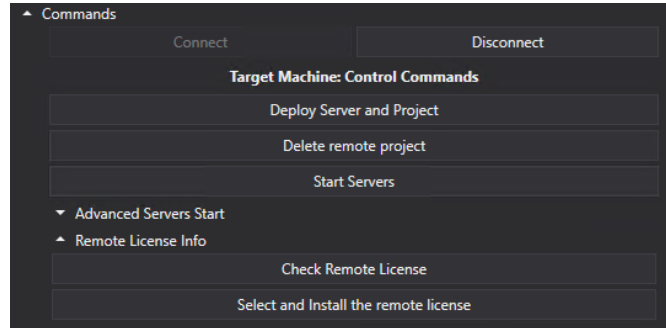 Commands
Connect Disconnect
Target Machine: Control Commands
Deploy Server and Project
Delete remote project
Start Servers
Advanced Servers Start
Remote License Info
Check Remote License
Select and Install the remote license